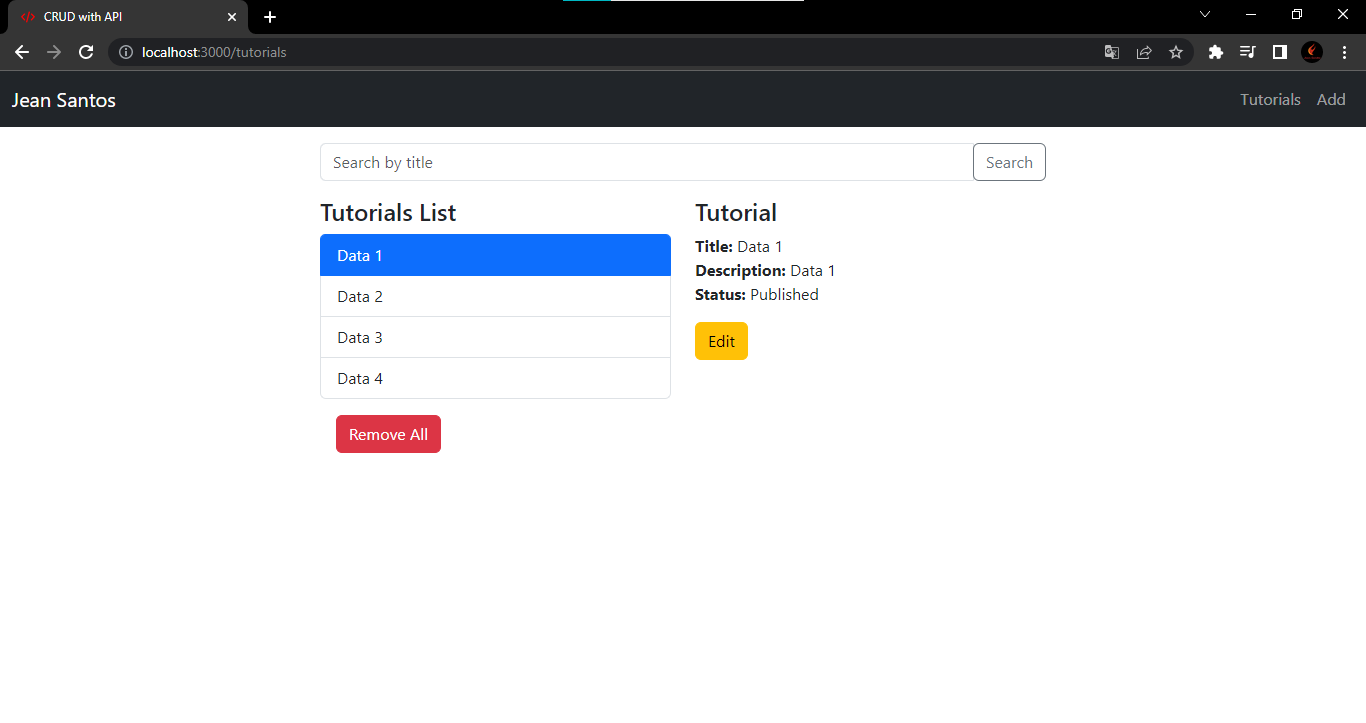 CRUD with API
localhost:3000/tutorials
Jean Santos
Tutorials Add
Search by title
Search
Tutorials List
Data 1
Data 2
Data 3
Data 4
Remove All
Tutorial
Title: Data 1
Description: Data 1
Status: Published
Edit